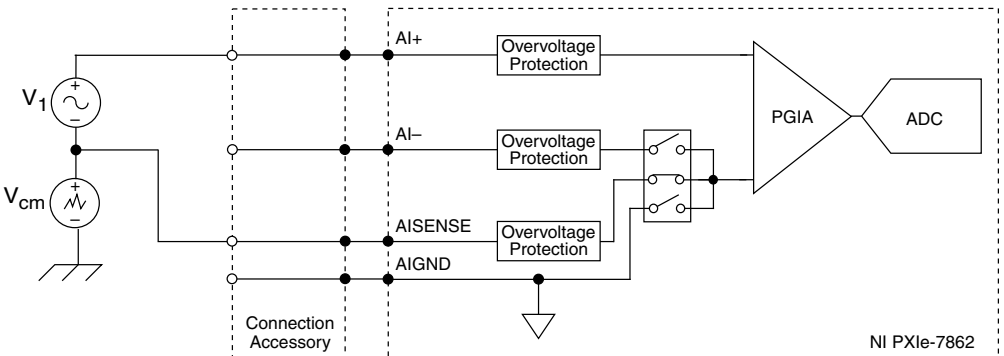 AI+
Overvoltage
Protection
V1
+
−
PGIA
ADC
AI−
Overvoltage
Protection
Vcm
+
−
AISENSE
Overvoltage
Protection
AIGND
Connection
Accessory
NI PXIe-7862